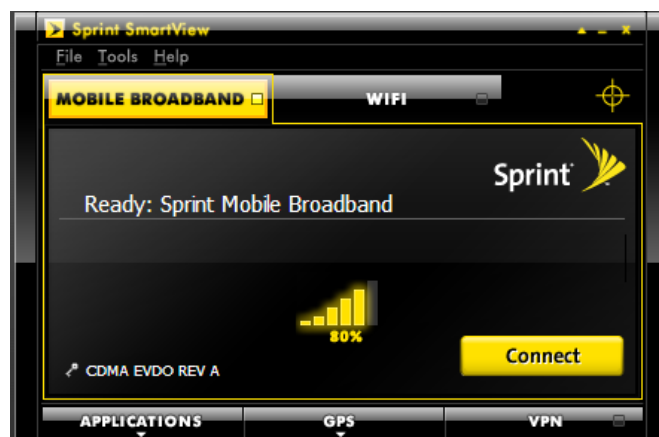 Sprint SmartView
File Tools Help
MOBILE BROADBAND WIFI
Sprint
Ready: Sprint Mobile Broadband
80%
Connect
CDMA EVDO REV A
APPLICATIONS GPS VPN